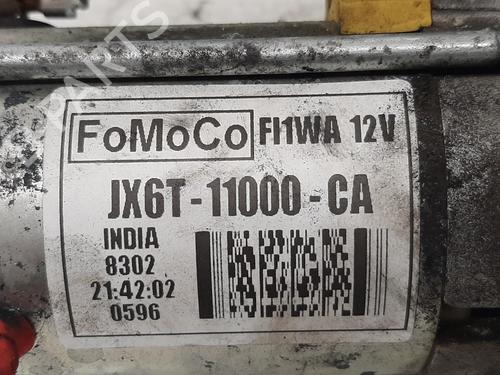 FoMoCo FI1WA 12V
JX6T-11000-CA
INDIA
8302
21:42:02
0596